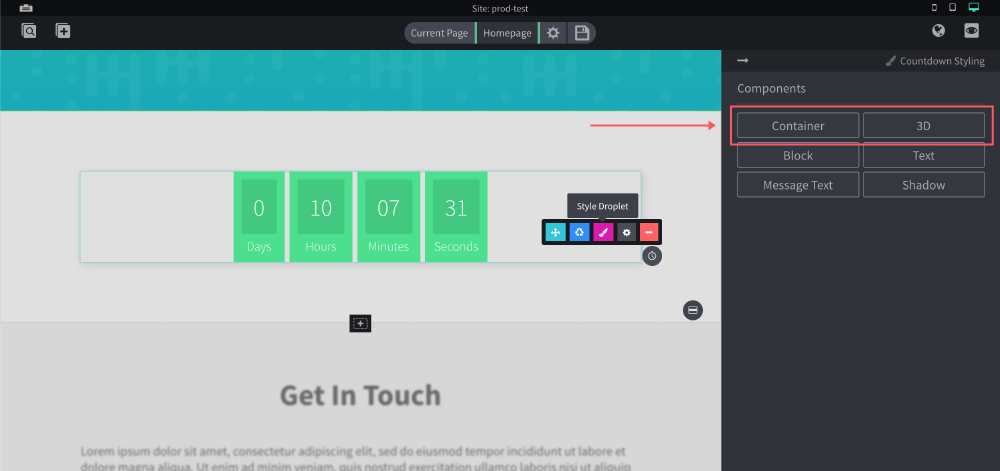 Site: prod-test
Current Page
Homepage
Countdown Styling
Components
Container
3D
Block
Text
Message Text
Shadow
Style Droplet
0
10
07
31
Days
Hours
Minutes
Seconds
Get In Touch
Lorem ipsum dolor sit amet, consectetur adipiscing elit, sed do eiusmod tempor incididunt ut labore et
dolore magna aliqua. Ut enim ad minim veniam, quis nostrud exercitation ullamco laboris nisi ut aliquip